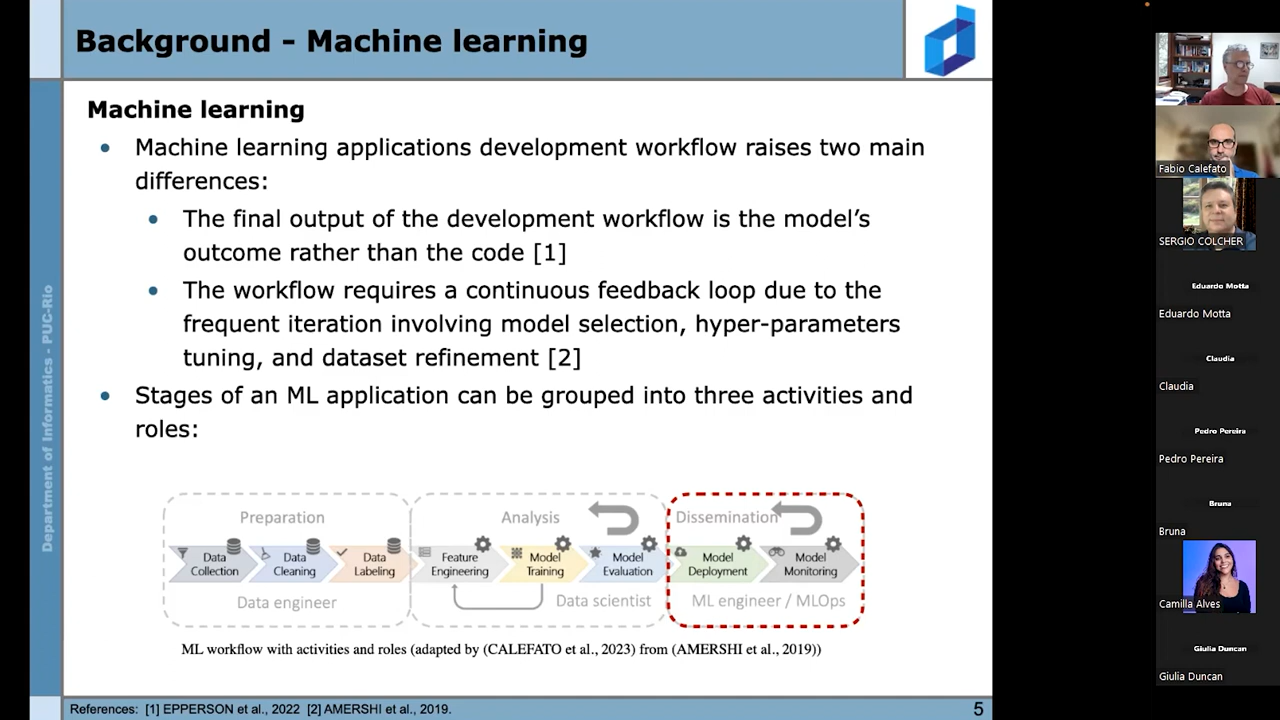 Background - Machine learning
Machine learning
Machine learning applications development workflow raises two main
differences:
The final output of the development workflow is the model's
outcome rather than the code [1]
The workflow requires a continuous feedback loop due to the
frequent iteration involving model selection, hyper-parameters
tuning, and dataset refinement [2]
Stages of an ML application can be grouped into three activities and
roles:
Preparation
Data
Collection
Data
Cleaning
Data
Labeling
Data engineer
Analysis
Feature
Engineering
Model
Training
Model
Evaluation
Data scientist
Dissemination
Model
Deployment
Model
Monitoring
ML engineer / MLOps
ML workflow with activities and roles (adapted by (CALEFATO et al., 2023) from (AMERSHI et al., 2019))
Department of Informatics - PUC-Rio
References: [1] EPPERSON et al., 2022 [2] AMERSHI et al., 2019.
5
Fabio Calefato
SERGIO COLCHER
Eduardo Motta
Eduardo Motta
Claudia
Claudia
Pedro Pereira
Pedro Pereira
Bruna
Bruna
Camilla Alves
Giulia Duncan
Giulia Duncan